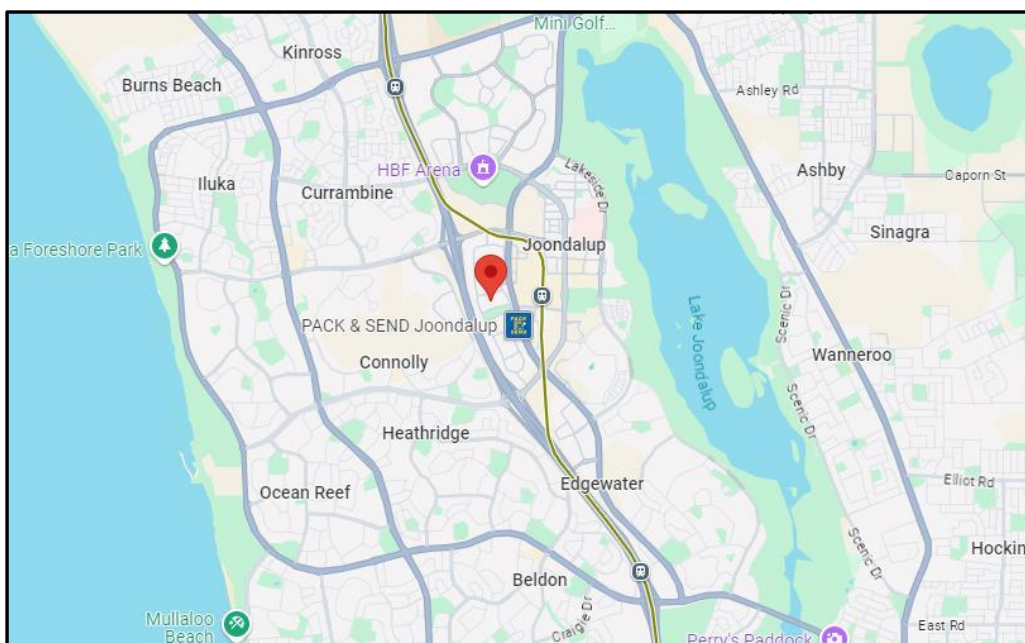 Mini Golf...
Kinross
Burns Beach
Ashley Rd
HBF Arena
Lakeside Dr
Ashby
Iluka
Currambine
Caporn St
Sinagra
a Foreshore Park
Joondalup
PACK & SEND Joondalup
PACK
SEND
Scenic Dr
Lake Joondalup
Wanneroo
Connolly
Scenic Dr
Heathridge
Edgewater
Elliot Rd
Ocean Reef
Scenic Dr
Hockin
Beldon
Mullaloo
Beach
Craigie Dr
East Rd
Perry's Paddock